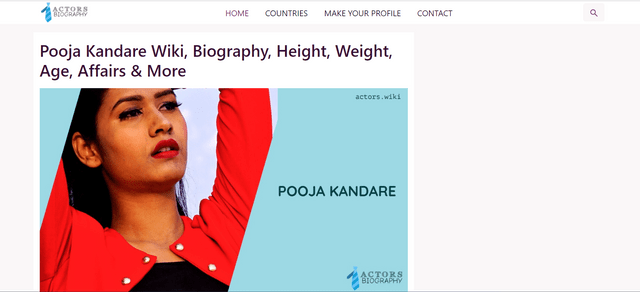 ACTORS
BIOGRAPHY
HOME COUNTRIES MAKE YOUR PROFILE CONTACT
Pooja Kandare Wiki, Biography, Height, Weight,
Age, Affairs & More
actors.wiki
POOJA KANDARE
ACTORS
BIOGRAPHY